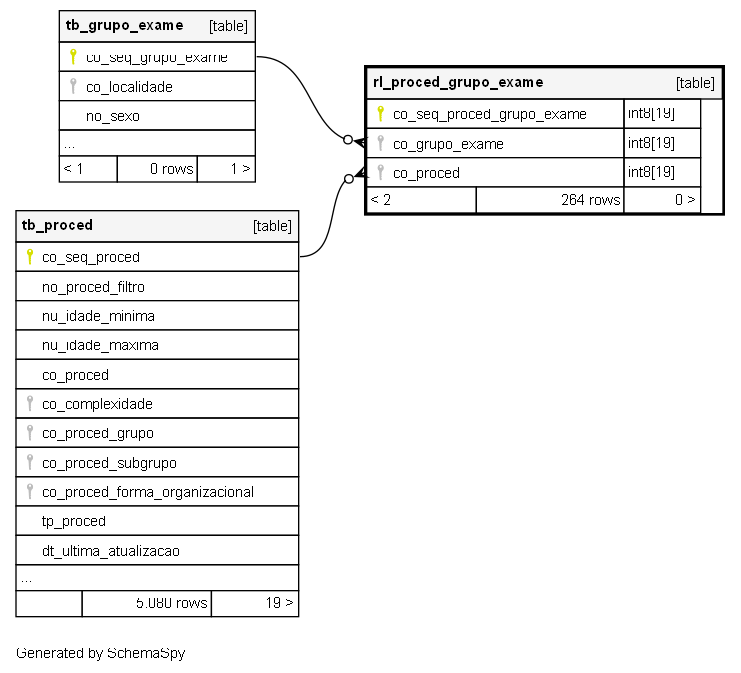 tb_grupo_exame [table]
co_seq_grupo_exame
co_localidade
no_sexo
...
< 1 0 rows 1 >
rl_proced_grupo_exame [table]
co_seq_proced_grupo_exame int8[19]
co_grupo_exame int8[19]
co_proced int8[19]
< 2 264 rows 0 >
tb_proced [table]
co_seq_proced
no_proced_filtro
nu_idade_minima
nu_idade_maxima
co_proced
co_complexidade
co_proced_grupo
co_proced_subgrupo
co_proced_forma_organizacional
tp_proced
dt_ultima_atualizacao
...
5.080 rows 19 >
Generated by SchemaSpy